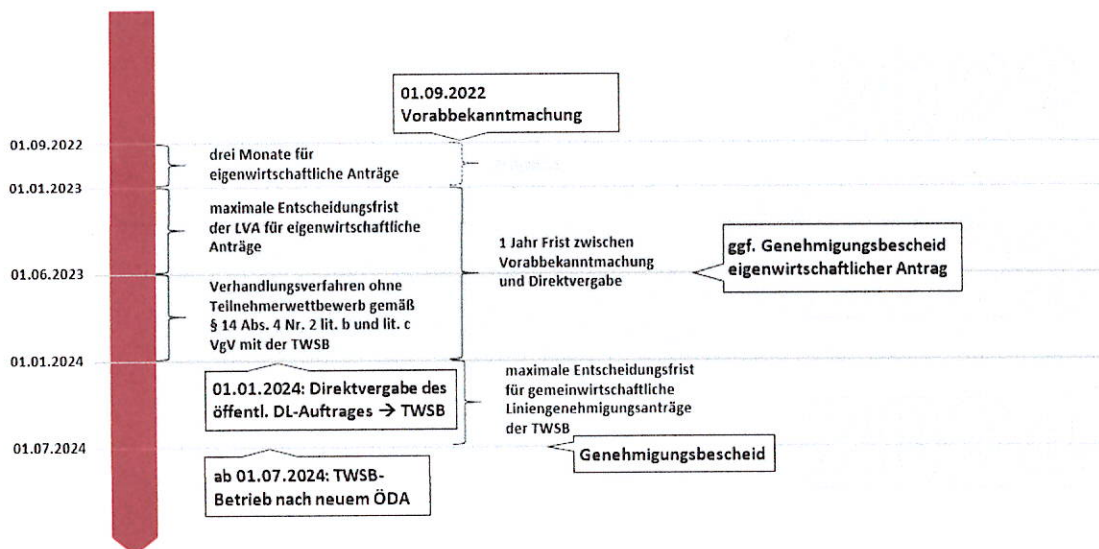 01.09.2022
Vorabbekanntmachung
01.09.2022
drei Monate für
eigenwirtschaftliche Anträge
01.01.2023
maximale Entscheidungsfrist
der LVA für eigenwirtschaftliche
Anträge
1 Jahr Frist zwischen
Vorabbekanntmachung
und Direktvergabe
ggf. Genehmigungsbescheid
eigenwirtschaftlicher Antrag
01.06.2023
Verhandlungsverfahren ohne
Teilnehmerwettbewerb gemäß
§ 14 Abs. 4 Nr. 2 lit. b und lit. c
VgV mit der TWSB
01.01.2024
01.01.2024: Direktvergabe des
öffentl. DL-Auftrages → TWSB
maximale Entscheidungsfrist
für gemeinwirtschaftliche
Liniengenehmigungsanträge
der TWSB
01.07.2024
Genehmigungsbescheid
ab 01.07.2024: TWSB-
Betrieb nach neuem ÖDA